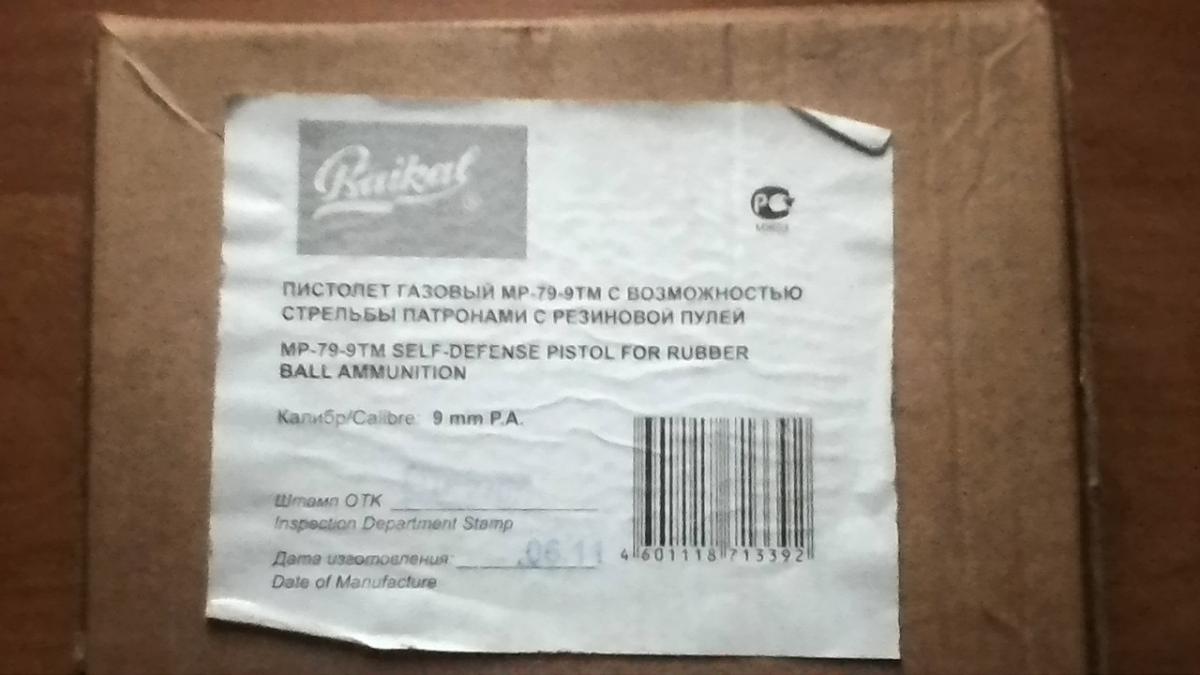 Baikal
ПИСТОЛЕТ ГАЗОВЫЙ МР-79-9ТМ С ВОЗМОЖНОСТЬЮ
СТРЕЛЬБЫ ПАТРОНАМИ С РЕЗИНОВОЙ ПУЛЕЙ
MP-79-9TM SELF-DEFENSE PISTOL FOR RUBBER
BALL AMMUNITION
Калибр/Calibre: 9 mm P.A.
Штамп ОТК
Inspection Department Stamp
Дата изготовления: .06.11
Date of Manufacture
4 601118 713392